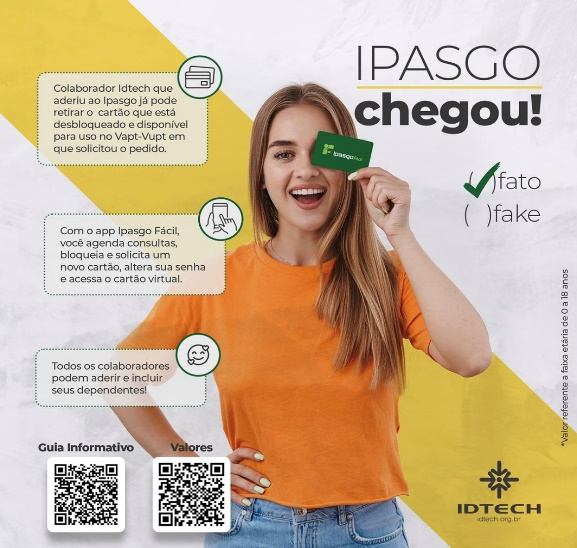 IPASGO
chegou!
(✓)fato
( )fake
Colaborador Idtech que
aderiu ao Ipasgo já pode
retirar o cartão que está
desbloqueado e disponível
para uso no Vapt-Vupt em
que solicitou o pedido.
ipasgo
Com o app Ipasgo Fácil,
você agenda consultas,
bloqueia e solicita um
novo cartão, altera sua senha
e acessa o cartão virtual.
Todos os colaboradores
podem aderir e incluir
seus dependentes!
Guia Informativo
Valores
*Valor referente a faixa etária de 0 a 18 anos
IDTECH
idtech.org.br